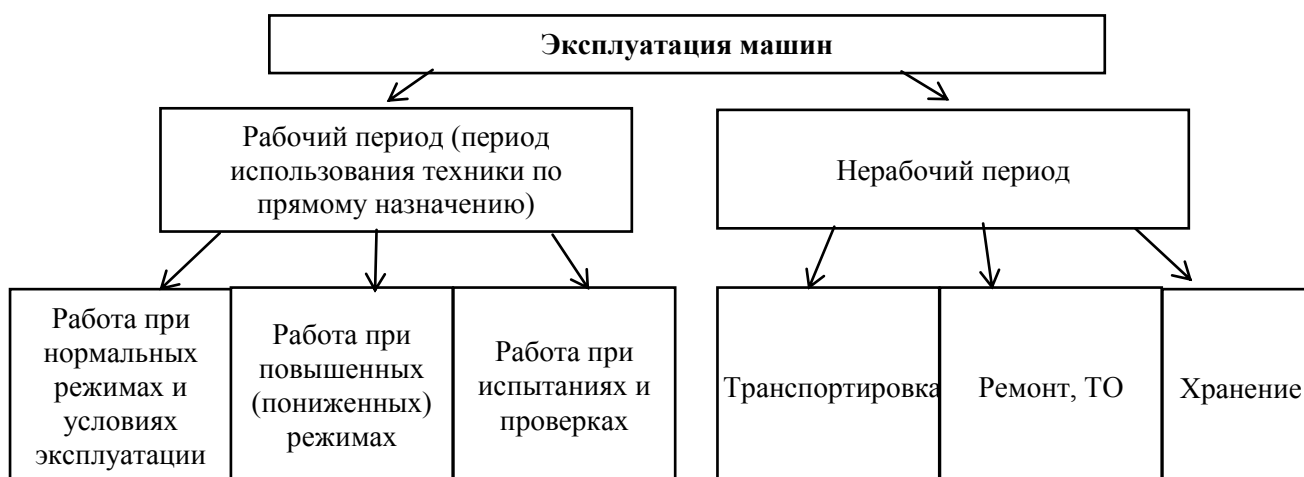 Эксплуатация машин
Рабочий период (период
использования техники по
прямому назначению)
Нерабочий период
Работа при
нормальных
режимах и
условиях
эксплуатации
Работа при
повышенных
(пониженных)
режимах
Работа при
испытаниях и
проверках
Транспортировка
Ремонт, ТО
Хранение